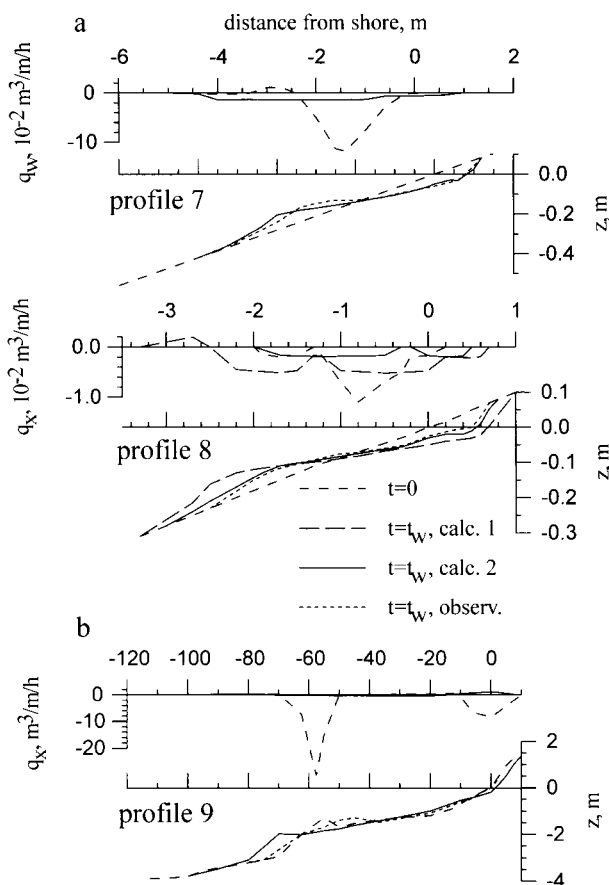 a
distance from shore, m
-6 -4 -2 0 2
q_W, 10^-2 m^3/m/h
0
-10
profile 7
0.0
-0.2
-0.4
z, m
-3 -2 -1 0 1
q_X, 10^-2 m^3/m/h
0.0
-1.0
profile 8
0.1
0.0
-0.1
-0.2
-0.3
z, m
t=0
t=t_W, calc. 1
t=t_W, calc. 2
t=t_W, observ.
b
-120 -100 -80 -60 -40 -20 0
q_X, m^3/m/h
0
-10
-20
profile 9
2
0
-2
-4
z, m